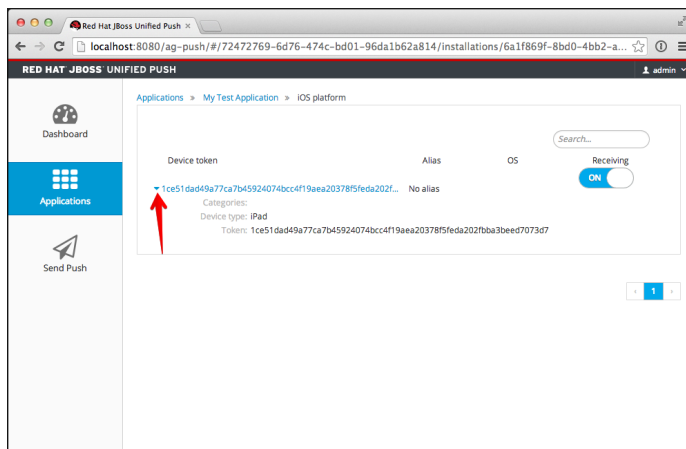 Red Hat JBoss Unified Push
localhost:8080/ag-push/#/72472769-6d76-474c-bd01-96da1b62a814/installations/6a1f869f-8bd0-4bb2-a...
RED HAT JBOSS UNIFIED PUSH
admin
Applications » My Test Application » iOS platform
Dashboard
Search...
Device token Alias OS Receiving
ON
1ce51dad49a77ca7b45924074bcc4f19aea20378f5feda202f... No alias
Applications
Categories:
Device type: iPad
Token: 1ce51dad49a77ca7b45924074bcc4f19aea20378f5feda202fbba3beed7073d7
Send Push
1